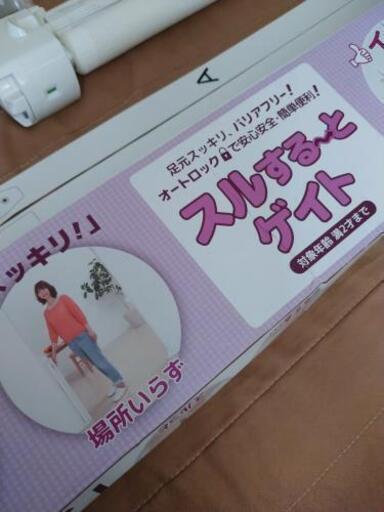 A
足元スッキリ、バリアフリー！
オートロックで安心安全・簡単便利！
スルする〜と
ゲイト
対象年齢 満2才まで
ッキリ！」
場所いらず